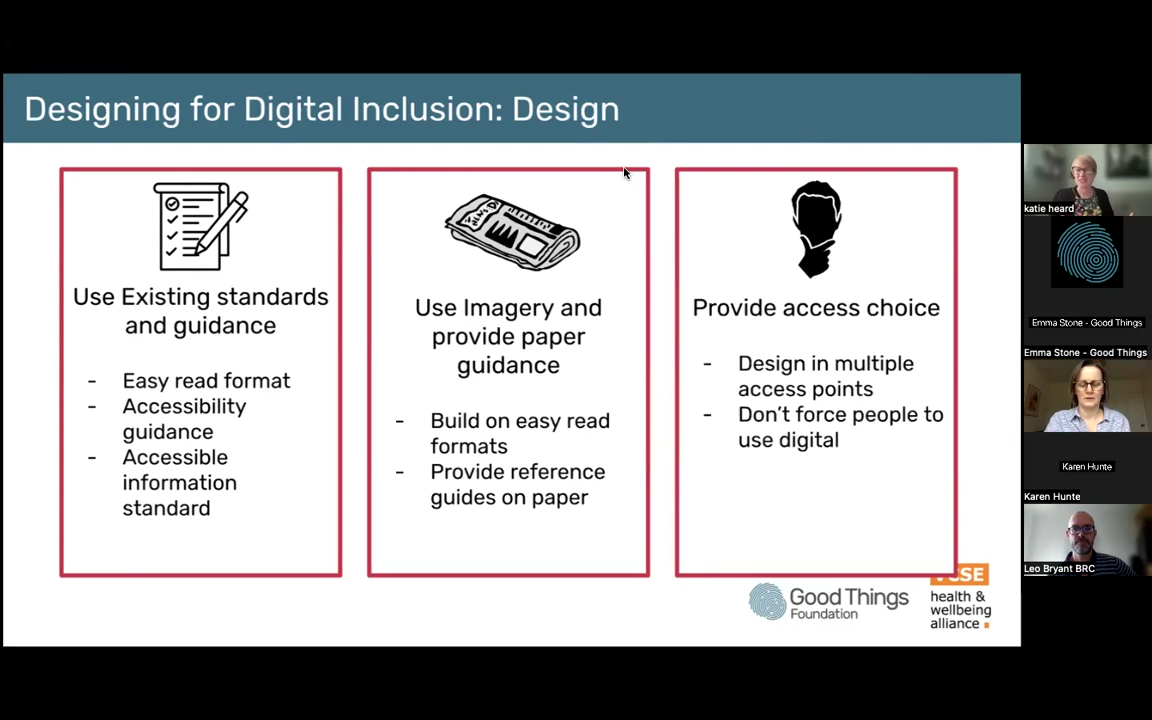 Designing for Digital Inclusion: Design
Use Existing standards
and guidance
- Easy read format
- Accessibility
guidance
- Accessible
information
standard
Use Imagery and
provide paper
guidance
- Build on easy read
formats
- Provide reference
guides on paper
Provide access choice
- Design in multiple
access points
- Don't force people to
use digital
Good Things
Foundation
VCSE
health &
wellbeing
alliance
katie heard
Emma Stone - Good Things
Emma Stone - Good Things
Karen Hunte
Karen Hunte
Leo Bryant BRC